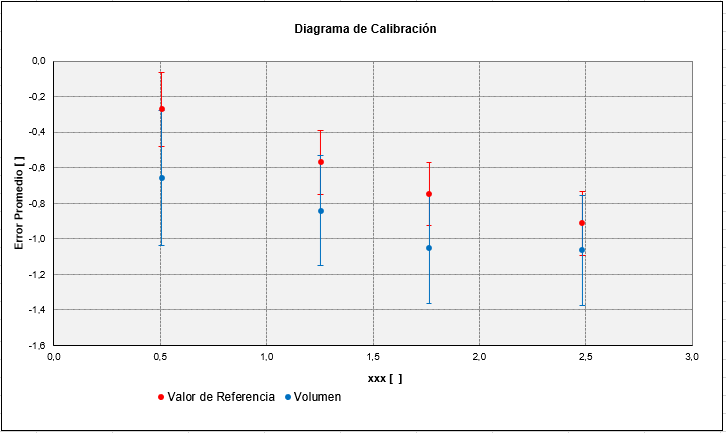 Diagrama de Calibración
0,0
-0,2
-0,4
-0,6
-0,8
-1,0
-1,2
-1,4
-1,6
Error Promedio [ ]
0,0 0,5 1,0 1,5 2,0 2,5 3,0
xxx [  ]
Valor de Referencia Volumen